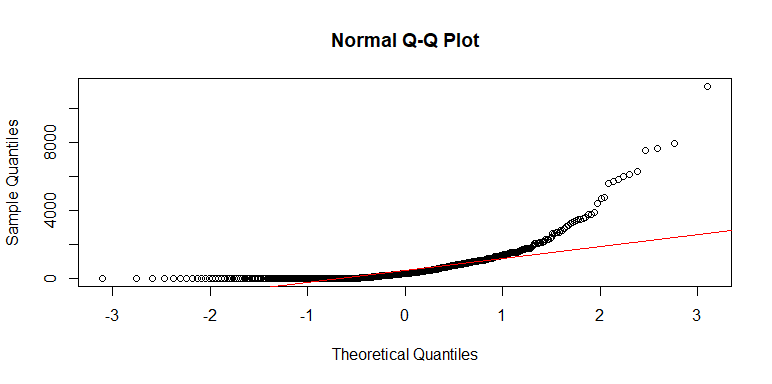 Normal Q-Q Plot
Sample Quantiles
8000
4000
0
-3 -2 -1 0 1 2 3
Theoretical Quantiles